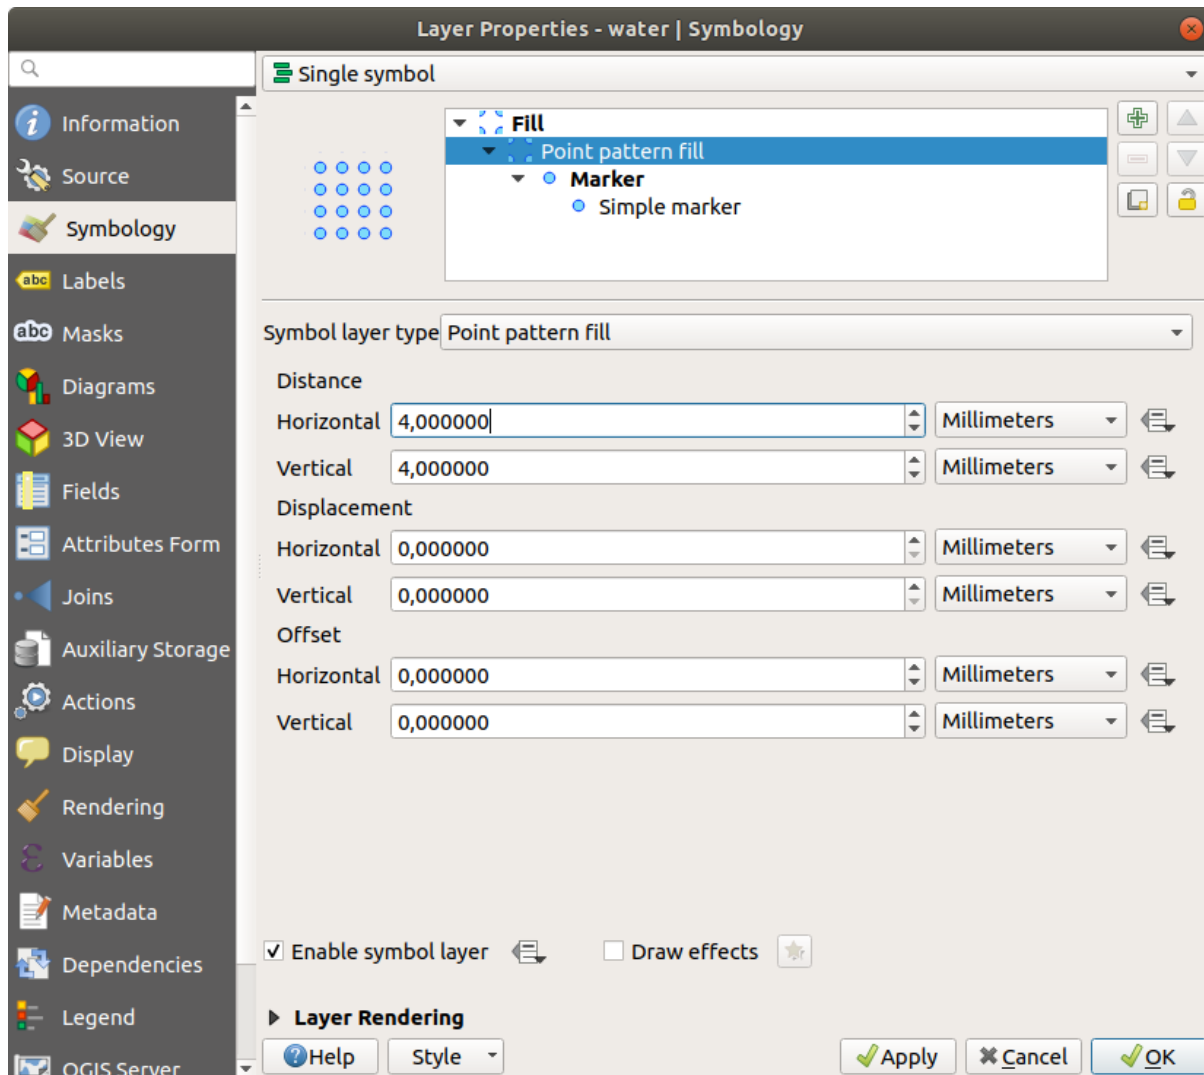 Layer Properties - water | Symbology
Information
Source
Symbology
abc Labels
abc Masks
Diagrams
3D View
Fields
Attributes Form
Joins
Auxiliary Storage
Actions
Display
Rendering
Variables
Metadata
Dependencies
Legend
QGIS Server
Single symbol
Fill
Point pattern fill
Marker
Simple marker
Symbol layer type Point pattern fill
Distance
Horizontal 4,000000 Millimeters
Vertical 4,000000 Millimeters
Displacement
Horizontal 0,000000 Millimeters
Vertical 0,000000 Millimeters
Offset
Horizontal 0,000000 Millimeters
Vertical 0,000000 Millimeters
Enable symbol layer Draw effects
Layer Rendering
Help Style Apply Cancel OK